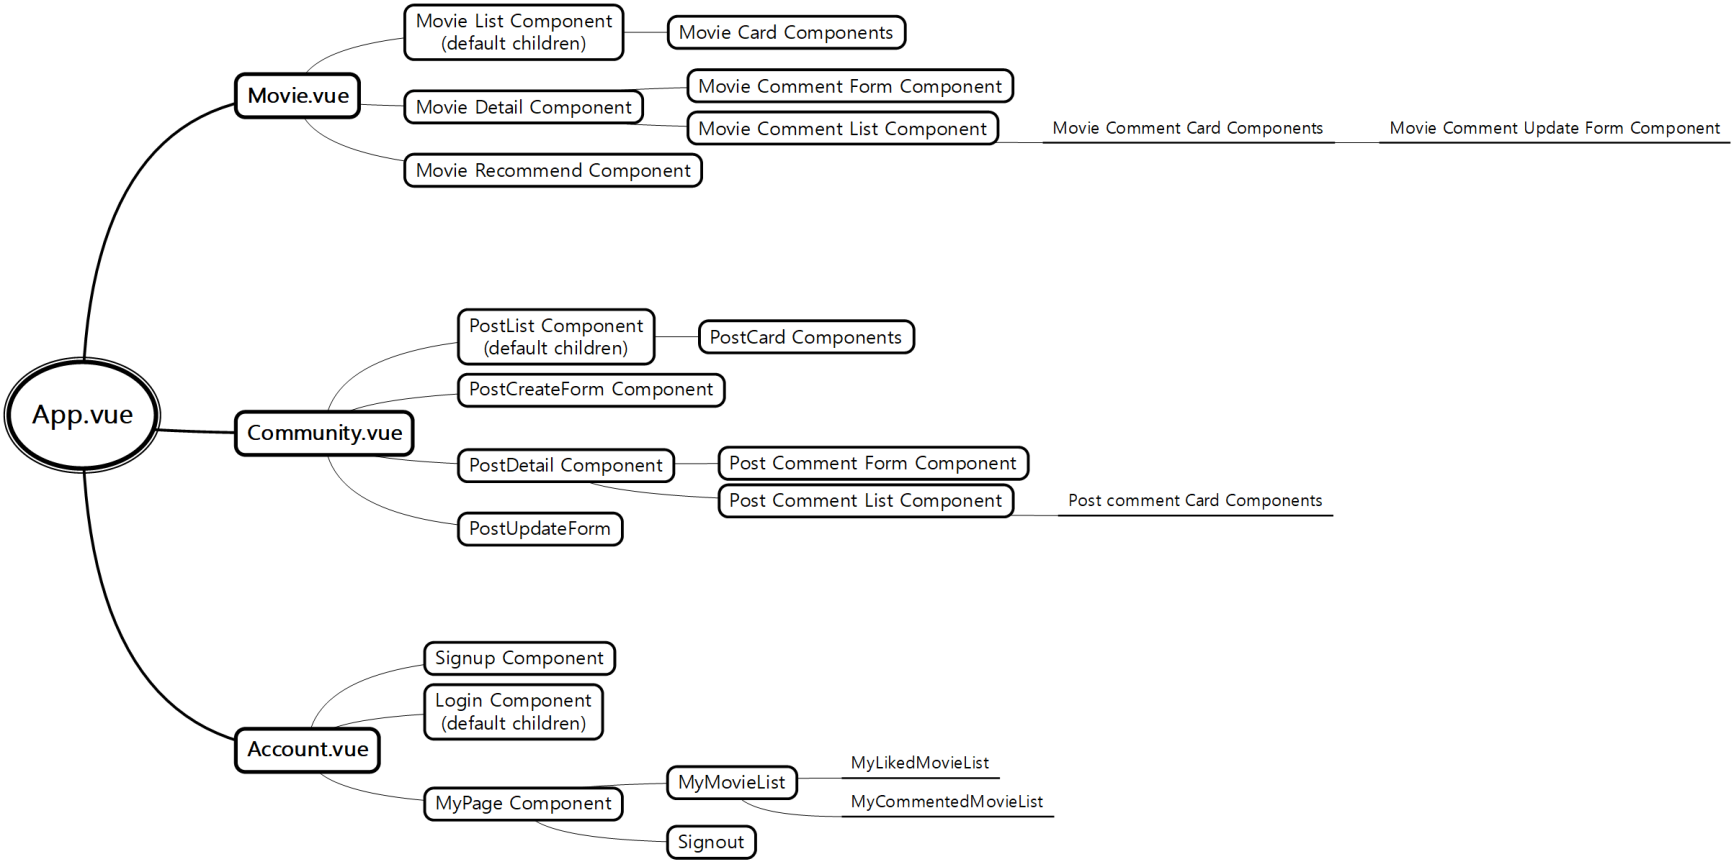 Movie List Component
(default children)
Movie Card Components
Movie.vue
Movie Detail Component
Movie Comment Form Component
Movie Comment List Component
Movie Comment Card Components
Movie Comment Update Form Component
Movie Recommend Component
App.vue
PostList Component
(default children)
PostCard Components
PostCreateForm Component
Community.vue
PostDetail Component
Post Comment Form Component
Post Comment List Component
Post comment Card Components
PostUpdateForm
Signup Component
Login Component
(default children)
Account.vue
MyPage Component
MyMovieList
MyLikedMovieList
MyCommentedMovieList
Signout